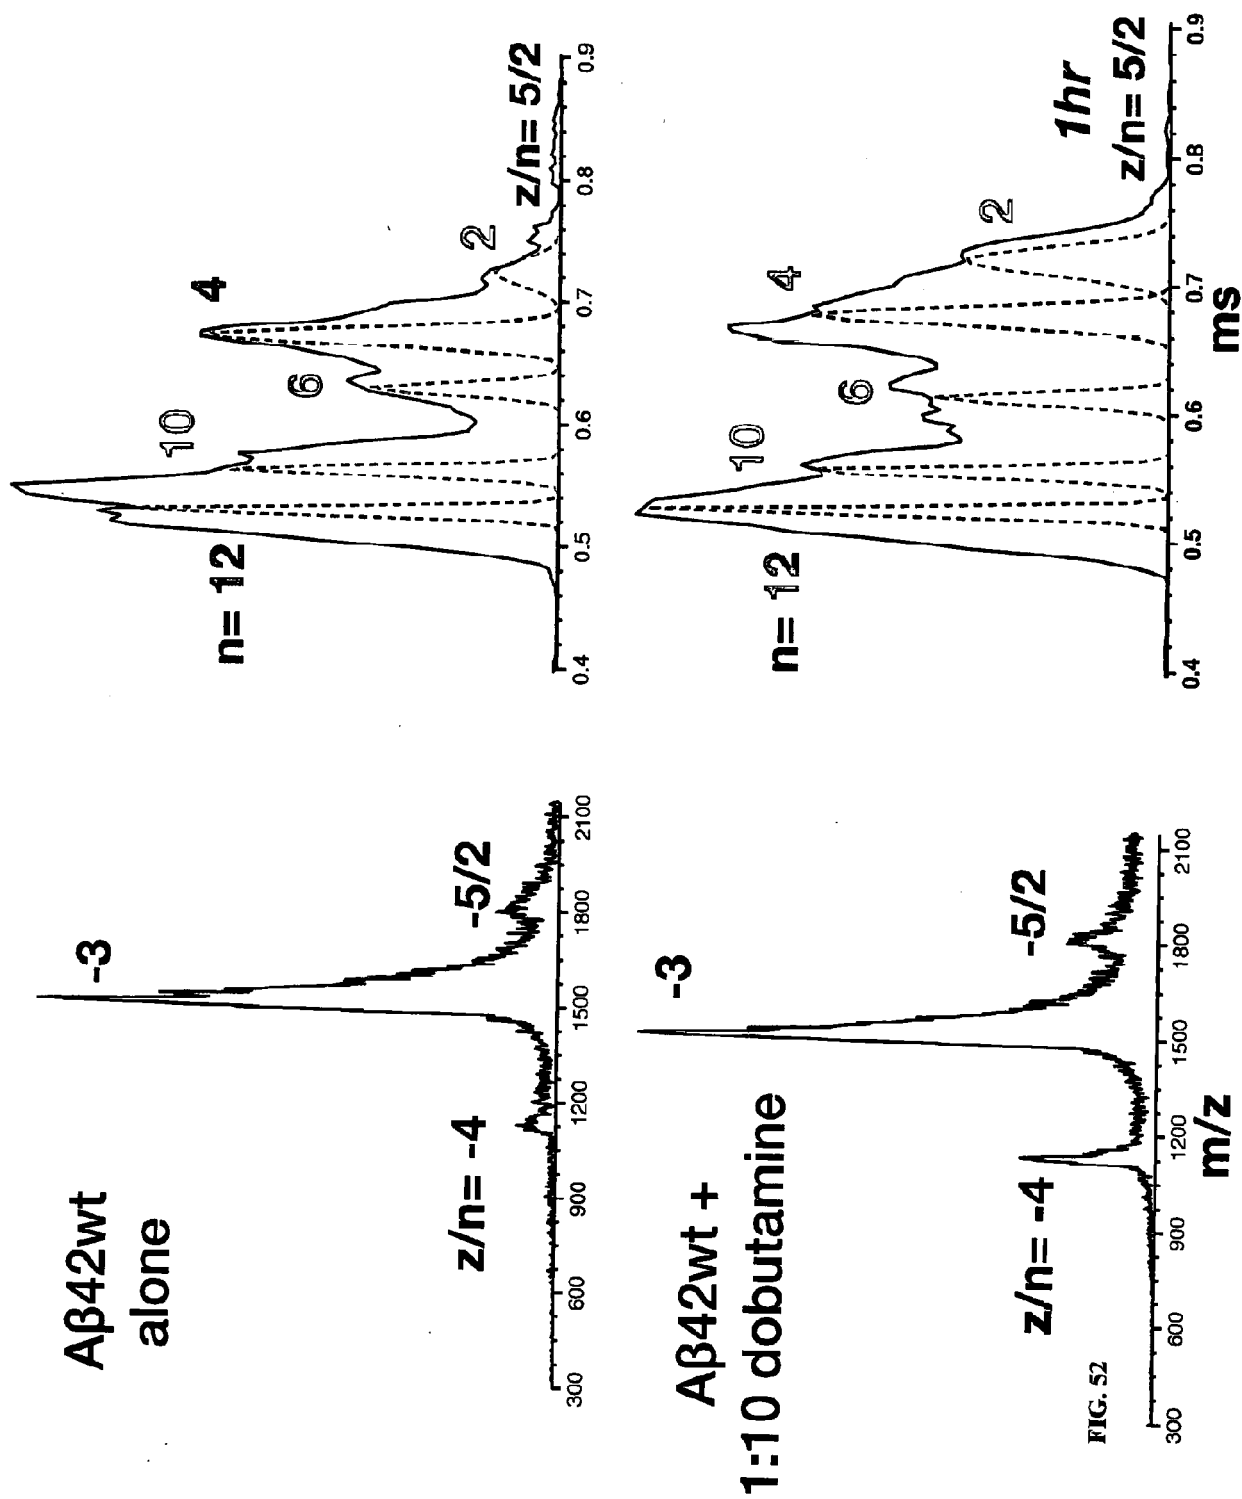 Aβ42wt
alone
z/n= -4
-3
-5/2
300
600
900
1200
1500
1800
2100
n= 12
10
6
4
2
z/n= 5/2
0.4
0.5
0.6
0.7
0.8
0.9
Aβ42wt +
1:10 dobutamine
z/n= -4
-3
-5/2
300
600
900
1200
1500
1800
2100
m/z
n= 12
10
6
4
2
1hr
z/n= 5/2
0.4
0.5
0.6
0.7
0.8
0.9
ms
FIG. 52